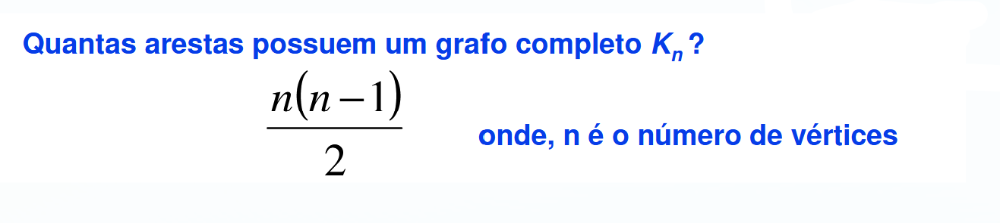 Quantas arestas possuem um grafo completo Kn ?
n(n−1)
2
onde, n é o número de vértices